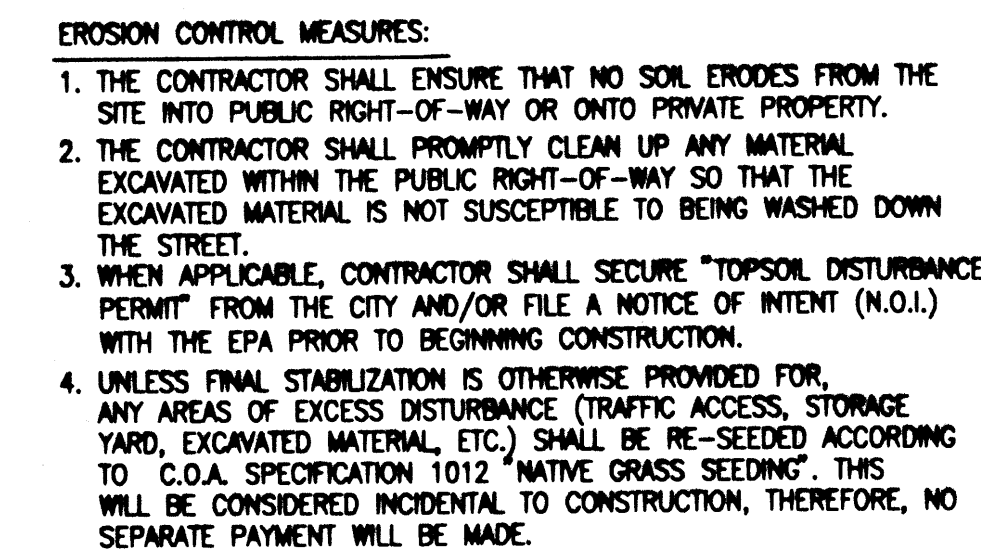 EROSION CONTROL MEASURES:
1. THE CONTRACTOR SHALL ENSURE THAT NO SOIL ERODES FROM THE
SITE INTO PUBLIC RIGHT-OF-WAY OR ONTO PRIVATE PROPERTY.
2. THE CONTRACTOR SHALL PROMPTLY CLEAN UP ANY MATERIAL
EXCAVATED WITHIN THE PUBLIC RIGHT-OF-WAY SO THAT THE
EXCAVATED MATERIAL IS NOT SUSCEPTIBLE TO BEING WASHED DOWN
THE STREET.
3. WHEN APPLICABLE, CONTRACTOR SHALL SECURE "TOPSOIL DISTURBANCE
PERMIT" FROM THE CITY AND/OR FILE A NOTICE OF INTENT (N.O.I.)
WITH THE EPA PRIOR TO BEGINNING CONSTRUCTION.
4. UNLESS FINAL STABILIZATION IS OTHERWISE PROVIDED FOR,
ANY AREAS OF EXCESS DISTURBANCE (TRAFFIC ACCESS, STORAGE
YARD, EXCAVATED MATERIAL, ETC.) SHALL BE RE-SEEDED ACCORDING
TO C.O.A. SPECIFICATION 1012 "NATIVE GRASS SEEDING". THIS
WILL BE CONSIDERED INCIDENTAL TO CONSTRUCTION, THEREFORE, NO
SEPARATE PAYMENT WILL BE MADE.